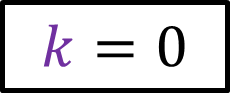 k = 0